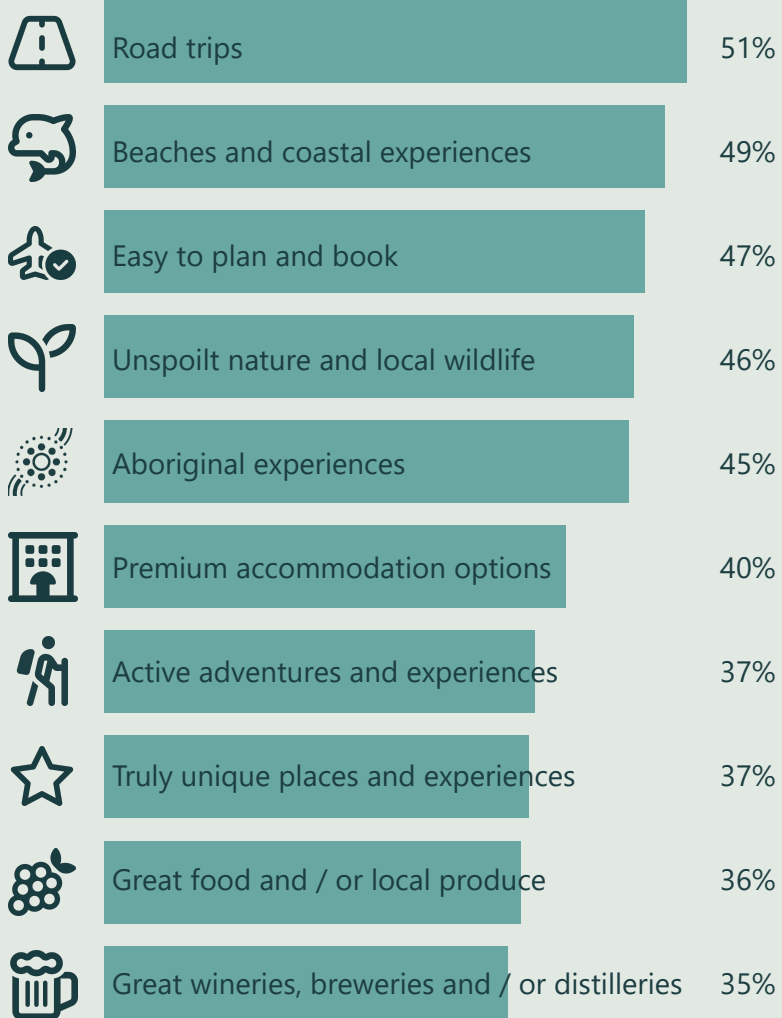 Road trips 51%
Beaches and coastal experiences 49%
Easy to plan and book 47%
Unspoilt nature and local wildlife 46%
Aboriginal experiences 45%
Premium accommodation options 40%
Active adventures and experiences 37%
Truly unique places and experiences 37%
Great food and / or local produce 36%
Great wineries, breweries and / or distilleries 35%